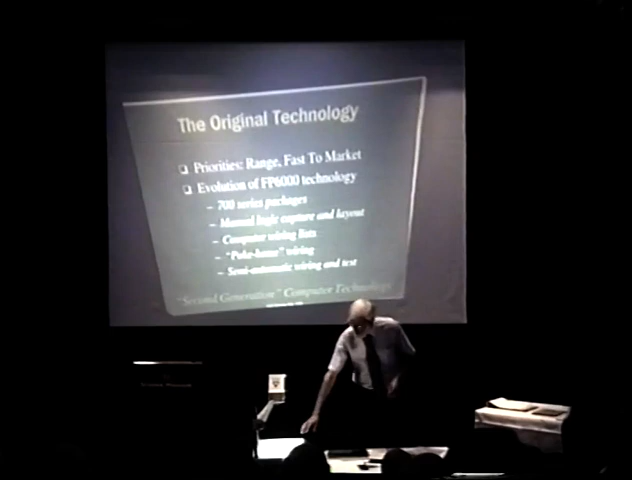 The Original Technology
❑ Priorities: Range, Fast To Market
❑ Evolution of FP6000 technology
– 700 series packages
– Manual logic capture and layout
– Computer wiring lists
– "Poke-home" wiring
– Semi-automatic wiring and test
"Second Generation" Computer Technology